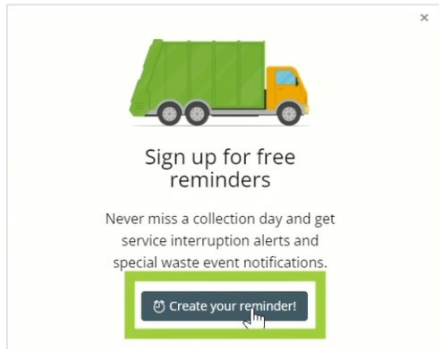 ×
Sign up for free
reminders
Never miss a collection day and get
service interruption alerts and
special waste event notifications.
Create your reminder!